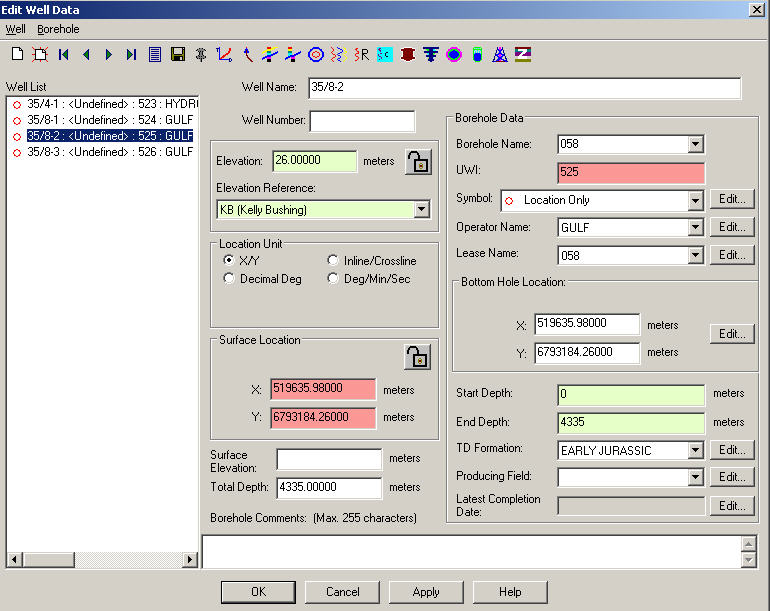 Edit Well Data
Well Borehole
Well List
35/4-1 : <Undefined> : 523 : HYDR
35/8-1 : <Undefined> : 524 : GULF
35/8-2 : <Undefined> : 525 : GULF
35/8-3 : <Undefined> : 526 : GULF
Well Name: 35/8-2
Well Number:
Elevation: 26.00000 meters
Elevation Reference:
KB (Kelly Bushing)
Location Unit
X/Y Inline/Crossline
Decimal Deg Deg/Min/Sec
Surface Location
X: 519635.98000 meters
Y: 6793184.26000 meters
Surface Elevation: meters
Total Depth: 4335.00000 meters
Borehole Data
Borehole Name: 058
UWI: 525
Symbol: Location Only Edit...
Operator Name: GULF Edit...
Lease Name: 058 Edit...
Bottom Hole Location:
X: 519635.98000 meters
Edit...
Y: 6793184.26000 meters
Start Depth: 0 meters
End Depth: 4335 meters
TD Formation: EARLY JURASSIC Edit...
Producing Field: Edit...
Latest Completion Date: Edit...
Borehole Comments: (Max. 255 characters)
OK Cancel Apply Help